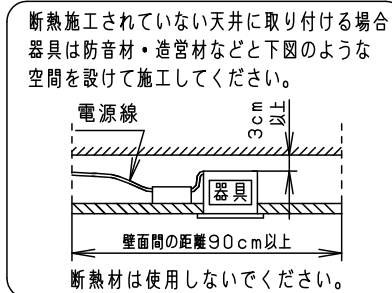 断熱施工されていない天井に取り付ける場合
器具は防音材・造営材などと下図のような
空間を設けて施工してください。
電源線
3cm
以上
器具
壁面間の距離90cm以上
断熱材は使用しないでください。